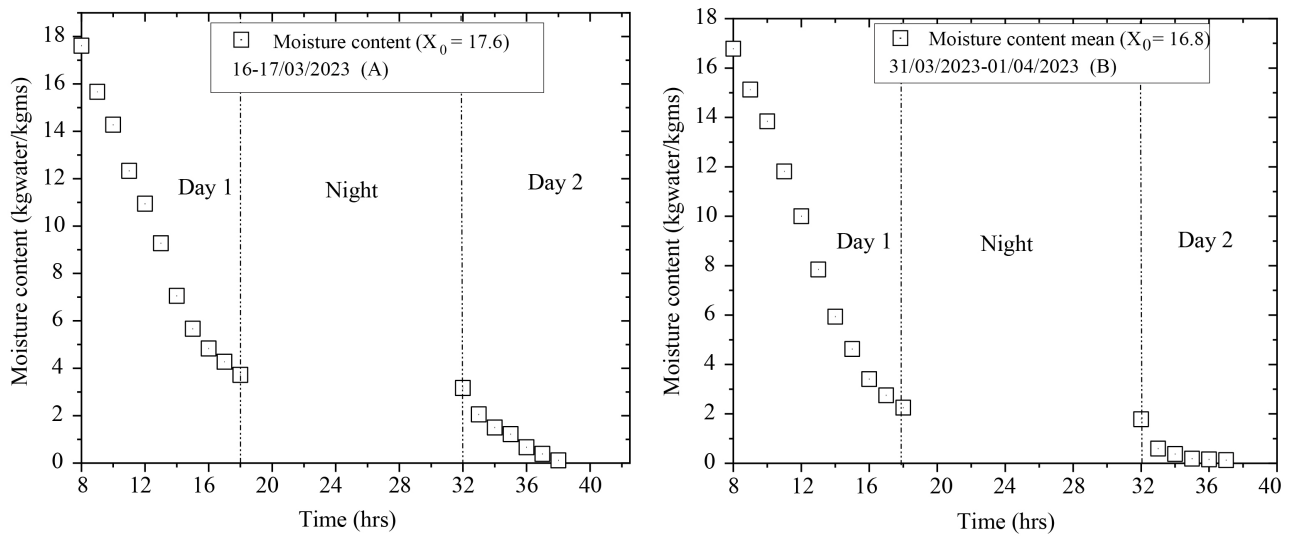 Moisture content (X0 = 17.6)
16-17/03/2023 (A)
Moisture content (kgwater/kgms)
18
16
14
12
10
8
6
4
2
0
Day 1
Night
Day 2
8 12 16 20 24 28 32 36 40
Time (hrs)
Moisture content mean (X0= 16.8)
31/03/2023-01/04/2023 (B)
Moisture content (kgwater/kgms)
18
16
14
12
10
8
6
4
2
0
Day 1
Night
Day 2
8 12 16 20 24 28 32 36 40
Time (hrs)